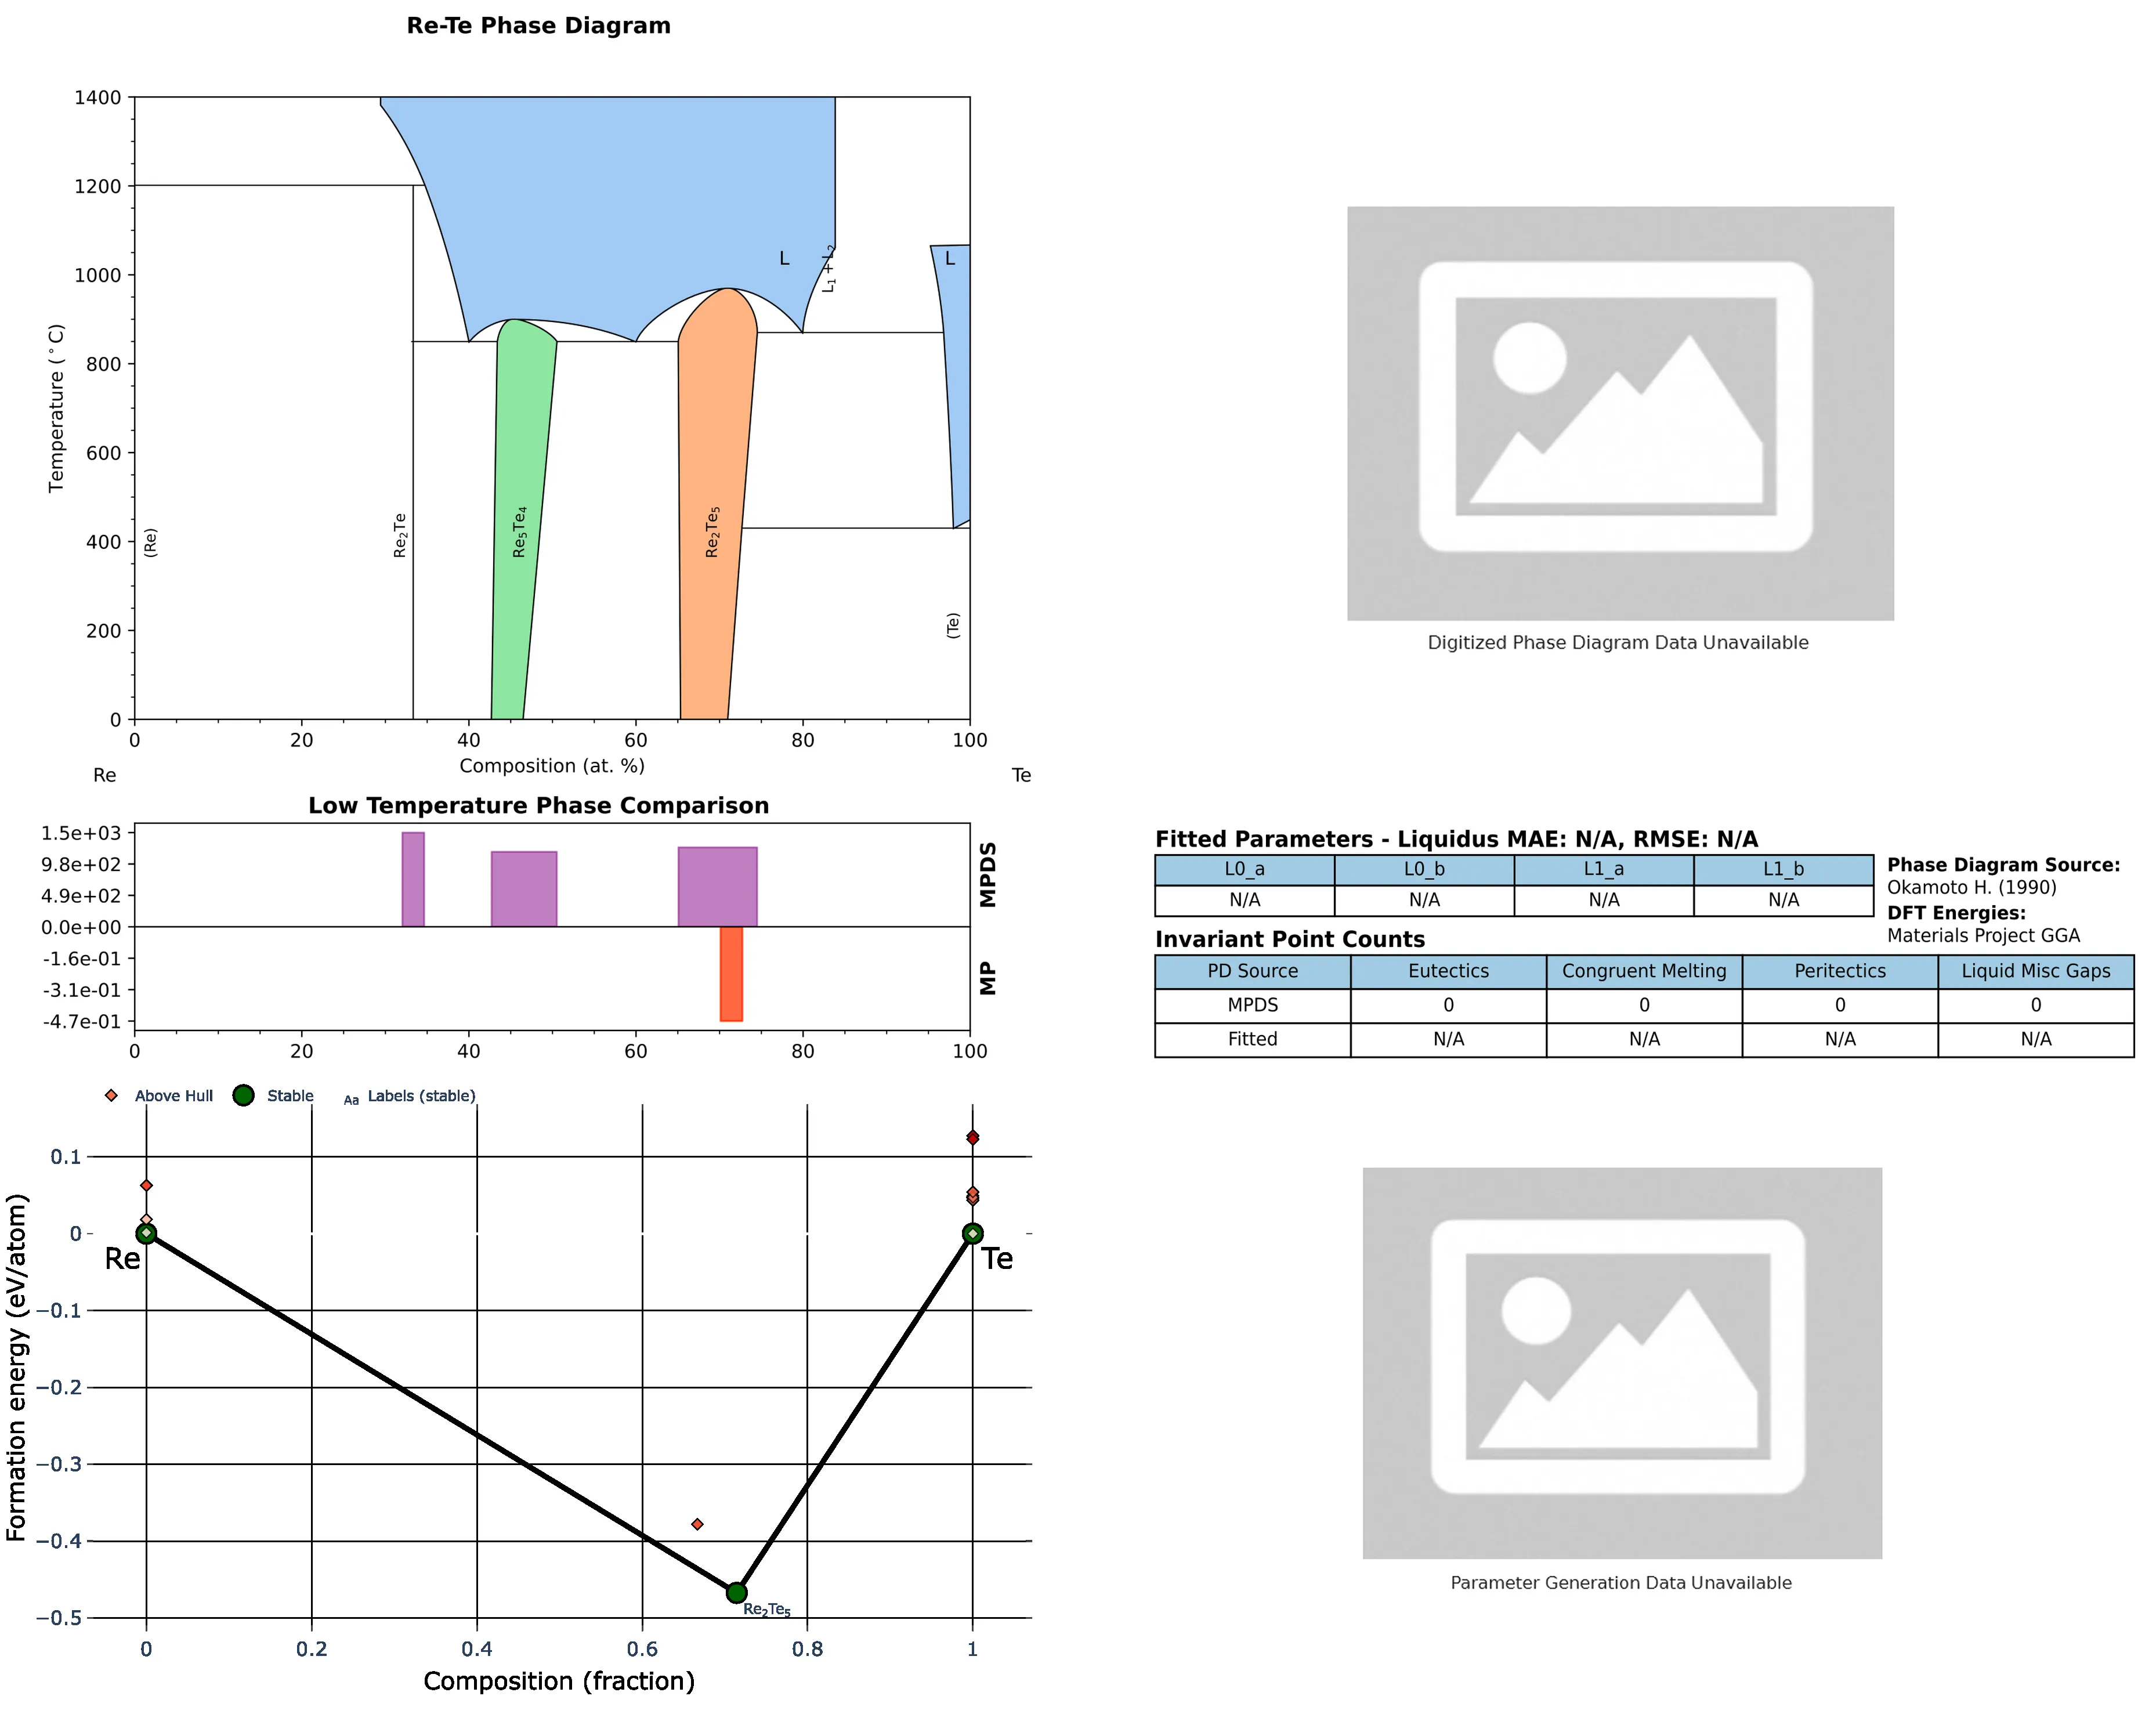 Re-Te Phase Diagram
1400
1200
1000
800
600
400
200
0
Temperature (°C)
L
L
L₁ + L₂
(Re)
Re₂Te
Re₅Te₄
Re₂Te₅
(Te)
0 20 40 60 80 100
Composition (at. %)
Re Te
Digitized Phase Diagram Data Unavailable
Low Temperature Phase Comparison
1.5e+03
9.8e+02
4.9e+02
0.0e+00
-1.6e-01
-3.1e-01
-4.7e-01
MPDS
MP
0 20 40 60 80 100
Fitted Parameters - Liquidus MAE: N/A, RMSE: N/A
L0_a L0_b L1_a L1_b
N/A N/A N/A N/A
Phase Diagram Source:
Okamoto H. (1990)
DFT Energies:
Materials Project GGA
Invariant Point Counts
PD Source Eutectics Congruent Melting Peritectics Liquid Misc Gaps
MPDS 0 0 0 0
Fitted N/A N/A N/A N/A
Above Hull Stable Aa Labels (stable)
0.1
0
−0.1
−0.2
−0.3
−0.4
−0.5
Formation energy (eV/atom)
Re
Te
Re₂Te₅
0 0.2 0.4 0.6 0.8 1
Composition (fraction)
Parameter Generation Data Unavailable